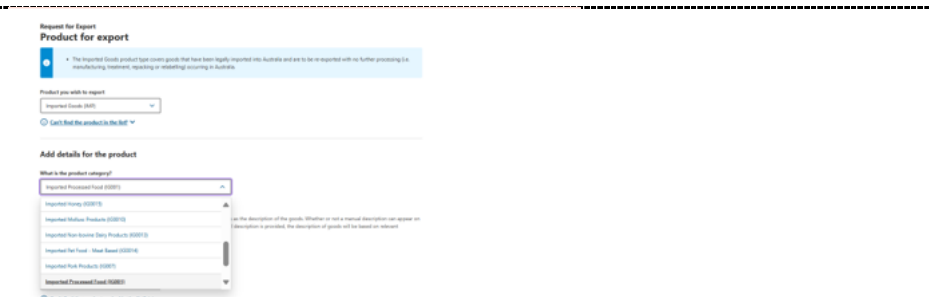 Request for Export
Product for export
• The Imported Goods product type covers goods that have been legally imported into Australia and are to be re-exported with no further processing (i.e
manufacturing, treatment, repacking or relabelling) occurring in Australia.
Product you wish to export
Imported Goods (IMP)
Can't find the product in the list?
Add details for the product
What is the product category?
Imported Processed Food (IG001)
Imported Honey (IG0015)
as the description of the goods. Whether or not a manual description can appear on
Imported Mollusc Products (IG0010)
description is provided, the description of goods will be based on relevant
Imported Non-bovine Dairy Products (IG0013)
Imported Pet Food - Meat Based (IG0014)
Imported Pork Products (IG007)
Imported Processed Food (IG001)